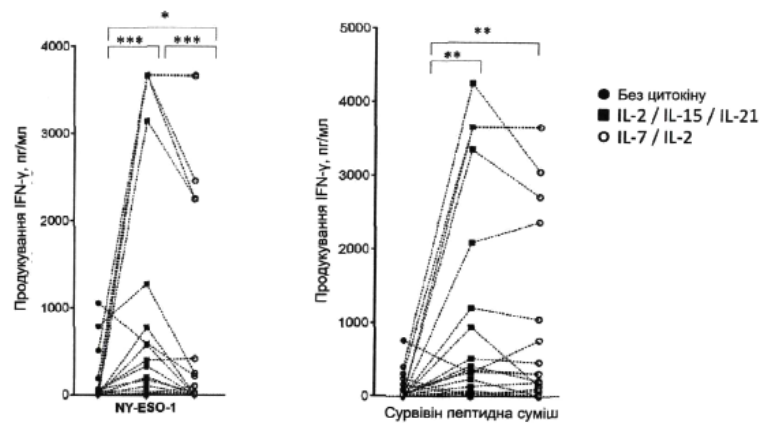 *
***
***
4000
3000
2000
1000
0
Продукування IFN-γ, пг/мл
NY-ESO-1
**
**
5000
4000
3000
2000
1000
0
Продукування IFN-γ, пг/мл
Сурвівін пептидна суміш
Без цитокіну
IL-2 / IL-15 / IL-21
IL-7 / IL-2